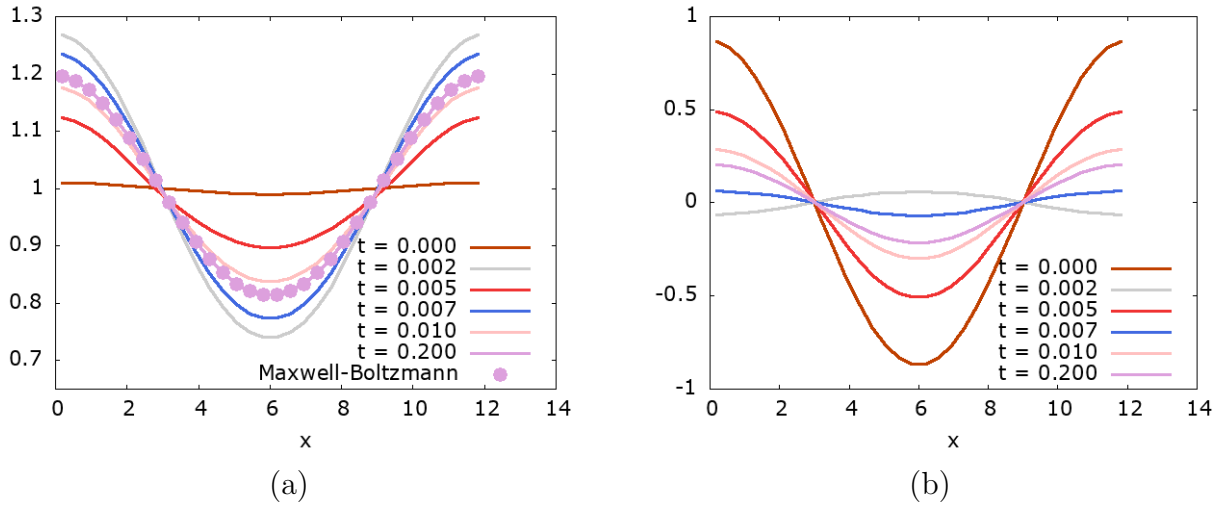 1.3
1.2
1.1
1
0.9
0.8
0.7
t = 0.000
t = 0.002
t = 0.005
t = 0.007
t = 0.010
t = 0.200
Maxwell-Boltzmann
0 2 4 6 8 10 12 14
x
(a)
1
0.5
0
-0.5
-1
t = 0.000
t = 0.002
t = 0.005
t = 0.007
t = 0.010
t = 0.200
0 2 4 6 8 10 12 14
x
(b)